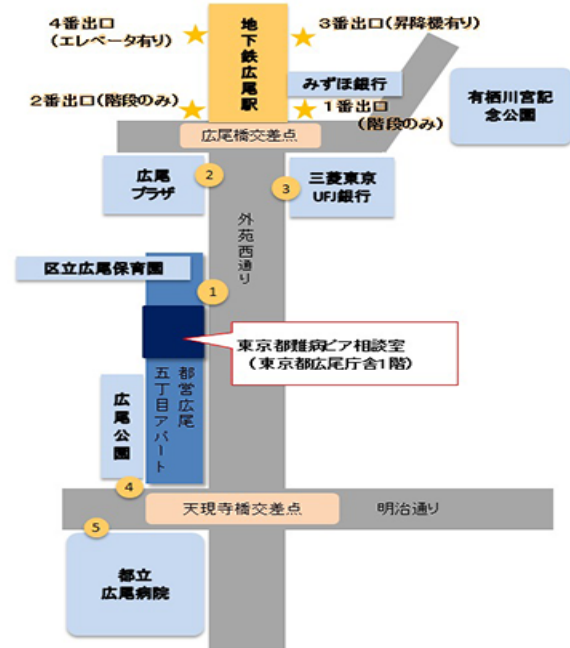 4番出口
(エレベータ有り)
地下鉄広尾駅
3番出口(昇降機有り)
みずほ銀行
2番出口(階段のみ)
1番出口
(階段のみ)
有栖川宮記
念公園
広尾橋交差点
広尾
プラザ
2
3
三菱東京
UFJ銀行
外苑西通り
区立広尾保育園
1
東京都難病ピア相談室
(東京都広尾庁舎1階)
都営広尾
五丁目アパート
広尾公園
4
天現寺橋交差点
明治通り
5
都立
広尾病院